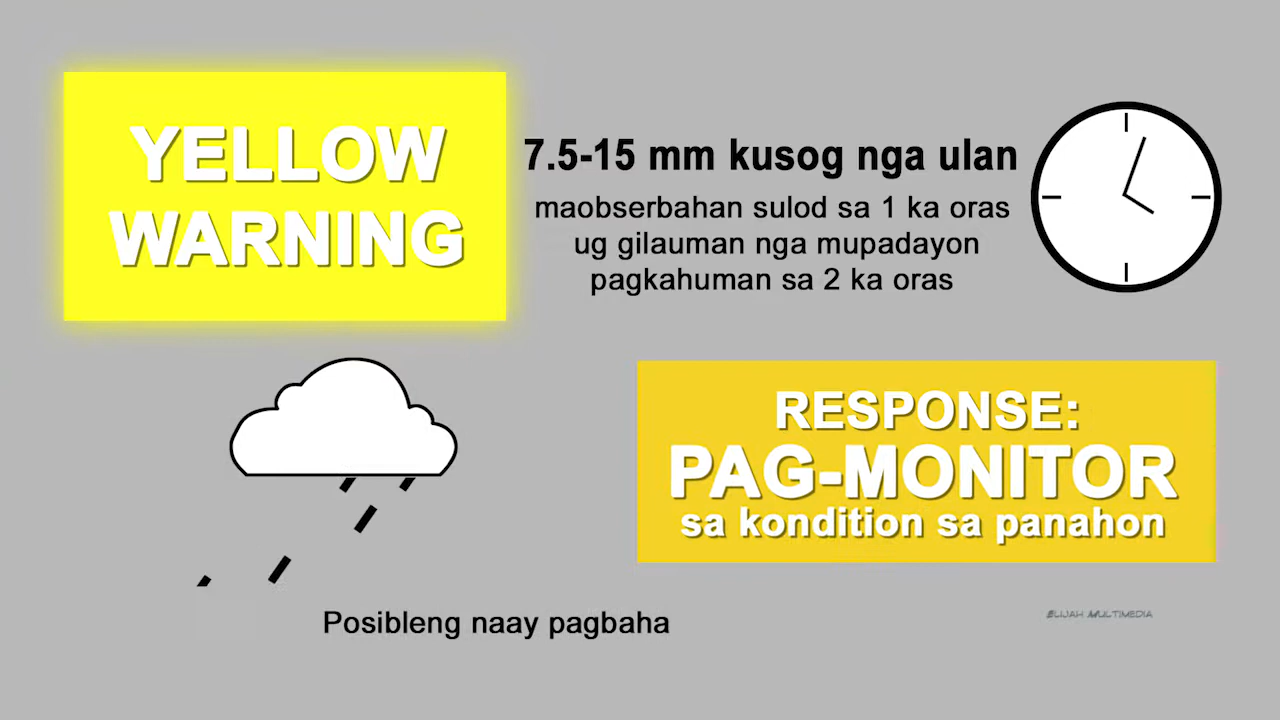 YELLOW
WARNING
7.5-15 mm kusog nga ulan
maobserbahan sulod sa 1 ka oras
ug gilauman nga mupadayon
pagkahuman sa 2 ka oras
RESPONSE:
PAG-MONITOR
sa kondition sa panahon
Posibleng naay pagbaha
ELIJAH MULTIMEDIA